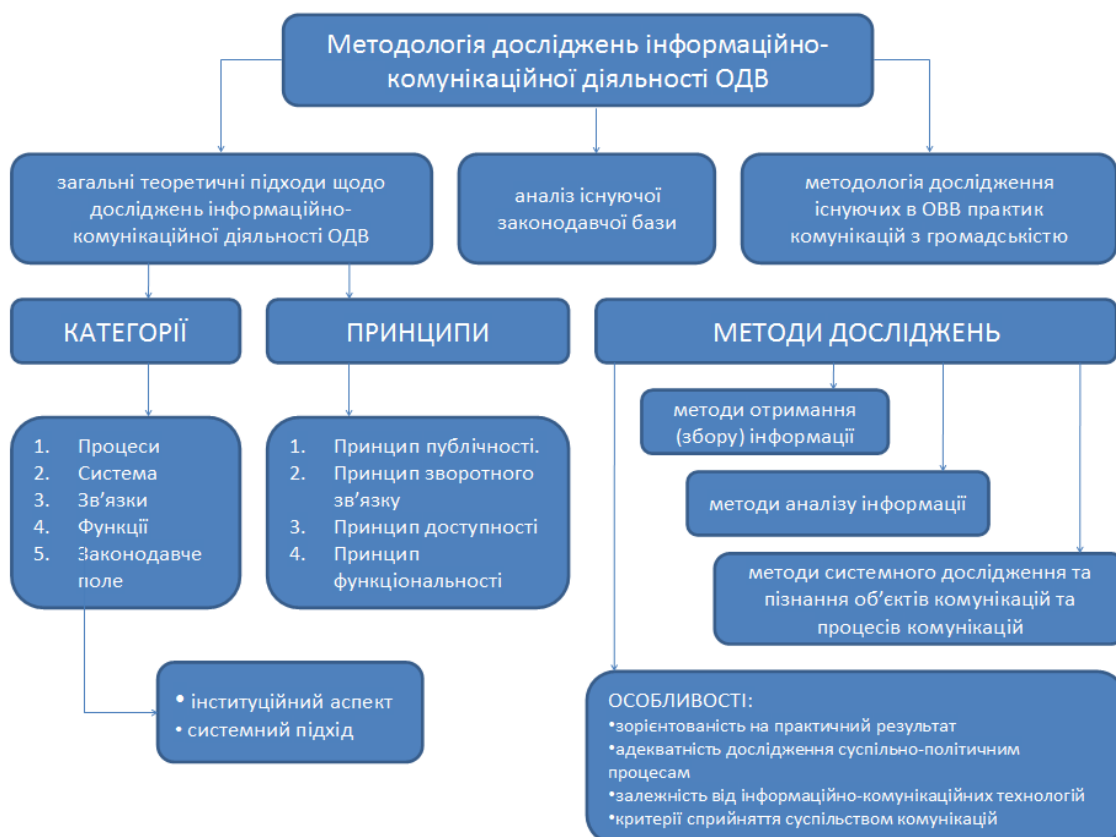 Методологія досліджень інформаційно-
комунікаційної діяльності ОДВ
загальні теоретичні підходи щодо
досліджень інформаційно-
комунікаційної діяльності ОДВ
аналіз існуючої
законодавчої бази
методологія дослідження
існуючих в ОВВ практик
комунікацій з громадськістю
КАТЕГОРІЇ
ПРИНЦИПИ
МЕТОДИ ДОСЛІДЖЕНЬ
1. Процеси
2. Система
3. Зв’язки
4. Функції
5. Законодавче
поле
1. Принцип публічності.
2. Принцип зворотного
зв’язку
3. Принцип доступності
4. Принцип
функціональності
методи отримання
(збору) інформації
методи аналізу інформації
методи системного дослідження та
пізнання об’єктів комунікацій та
процесів комунікацій
• інституційний аспект
• системний підхід
ОСОБЛИВОСТІ:
•зорієнтованість на практичний результат
•адекватність дослідження суспільно-політичним
процесам
•залежність від інформаційно-комунікаційних технологій
•критерії сприйняття суспільством комунікацій